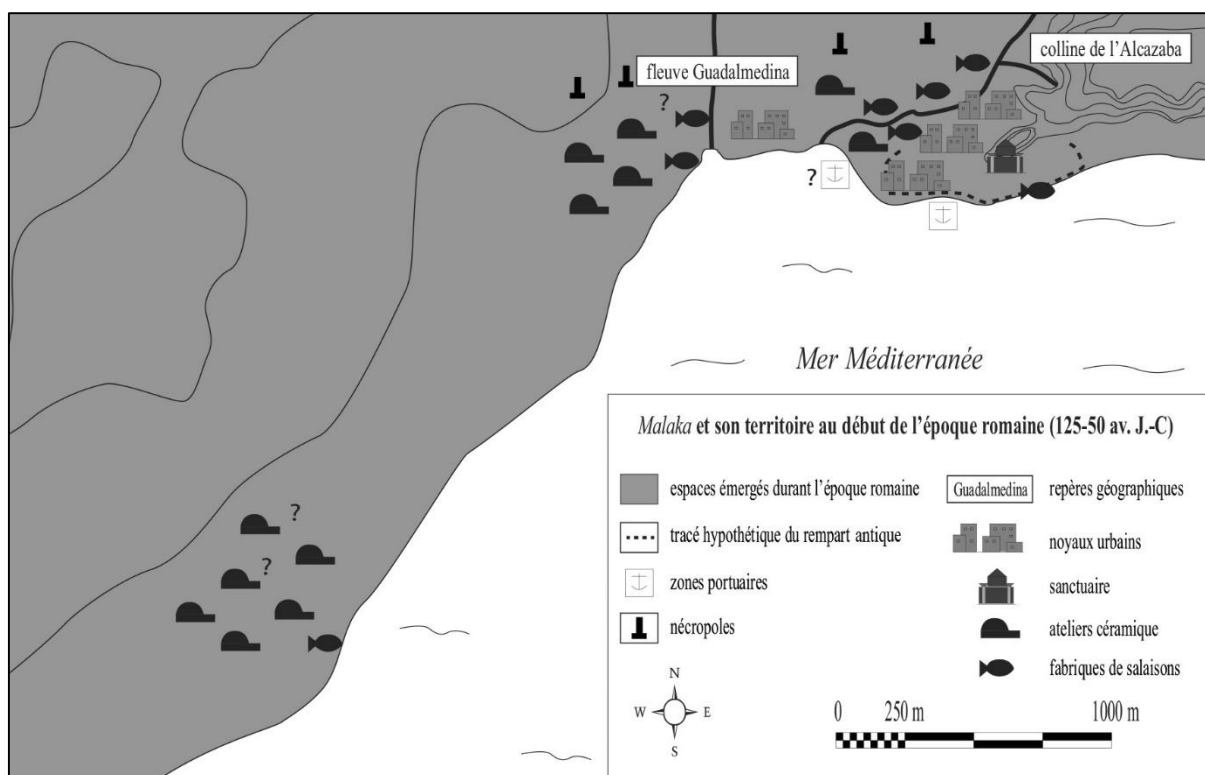 colline de l'Alcazaba
fleuve Guadalmedina
?
?
Mer Méditerranée
Malaka et son territoire au début de l'époque romaine (125-50 av. J.-C)
espaces émergés durant l'époque romaine
Guadalmedina
repères géographiques
tracé hypothétique du rempart antique
noyaux urbains
zones portuaires
sanctuaire
nécropoles
ateliers céramique
fabriques de salaisons
?
?
N
W
E
S
0
250 m
1000 m